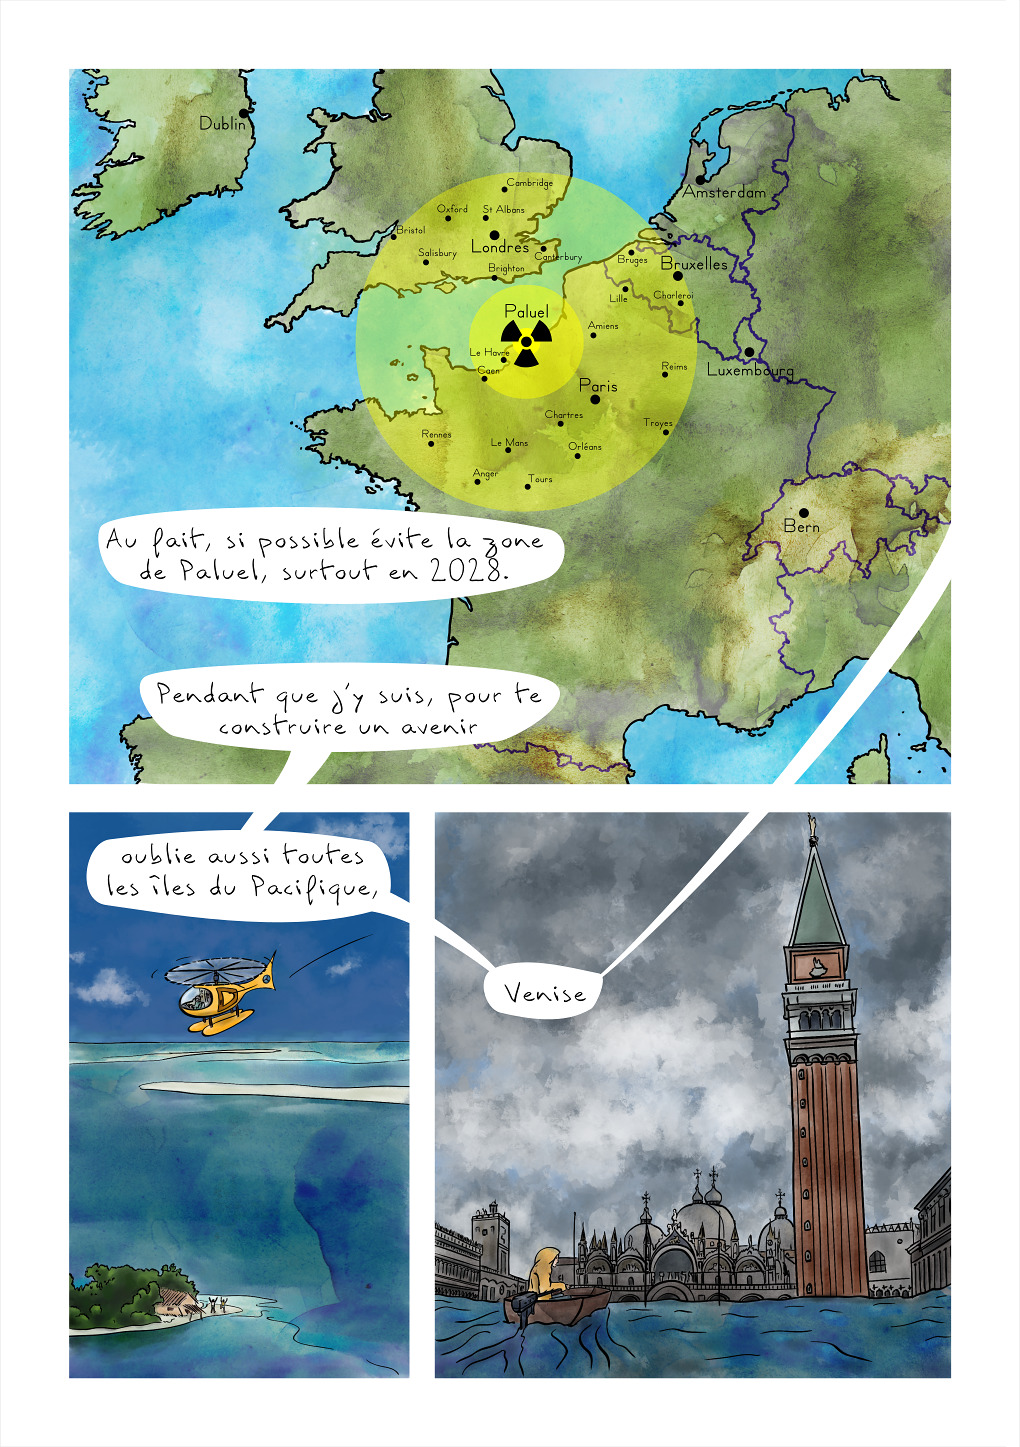 Dublin
Amsterdam
Cambridge
Oxford
St Albans
Bristol
Londres
Salisbury
Canterbury
Brighton
Bruges
Bruxelles
Lille
Charleroi
Paluel
Amiens
Le Havre
Caen
Luxembourg
Reims
Paris
Chartres
Troyes
Rennes
Le Mans
Orléans
Anger
Tours
Bern
Au fait, si possible évite la zone
de Paluel, surtout en 2028.
Pendant que j'y suis, pour te
construire un avenir
oublie aussi toutes
les îles du Pacifique,
Venise